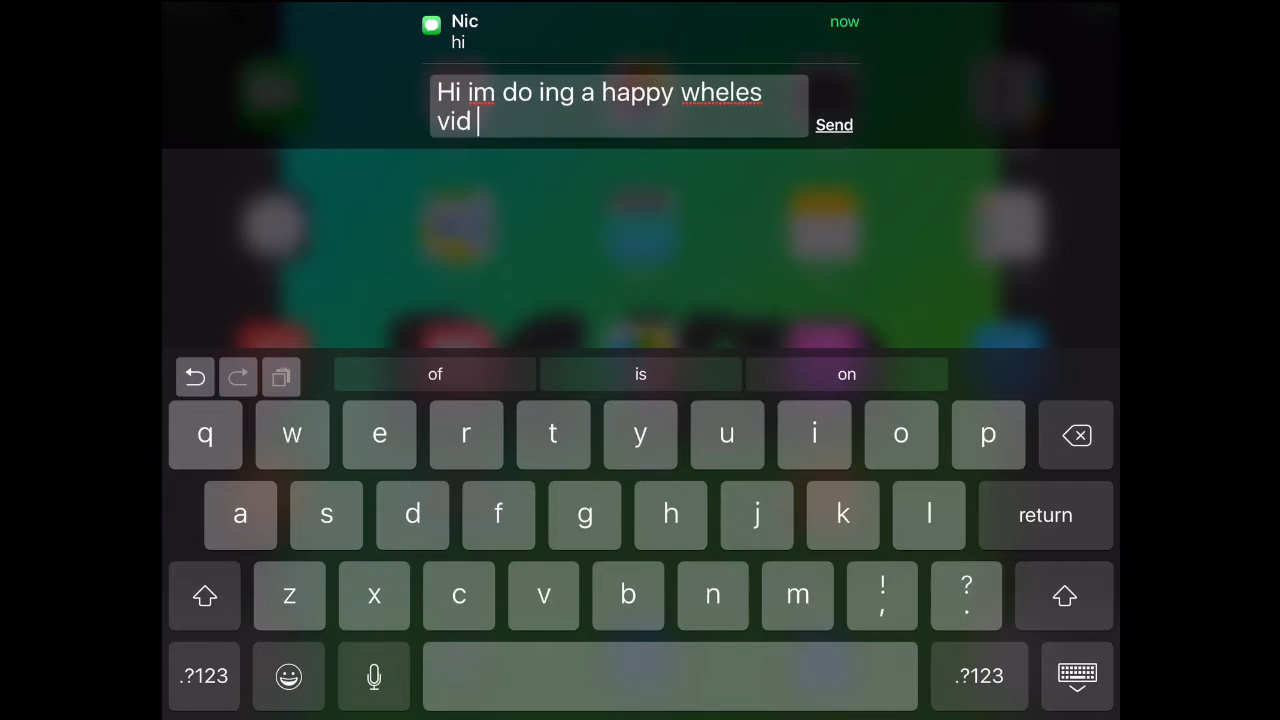 Nic
now
hi
Hi im do ing a happy wheles
vid
Send
of is on
q w e r t y u i o p
a s d f g h j k l return
z x c v b n m ! , ? .
.?123 .?123